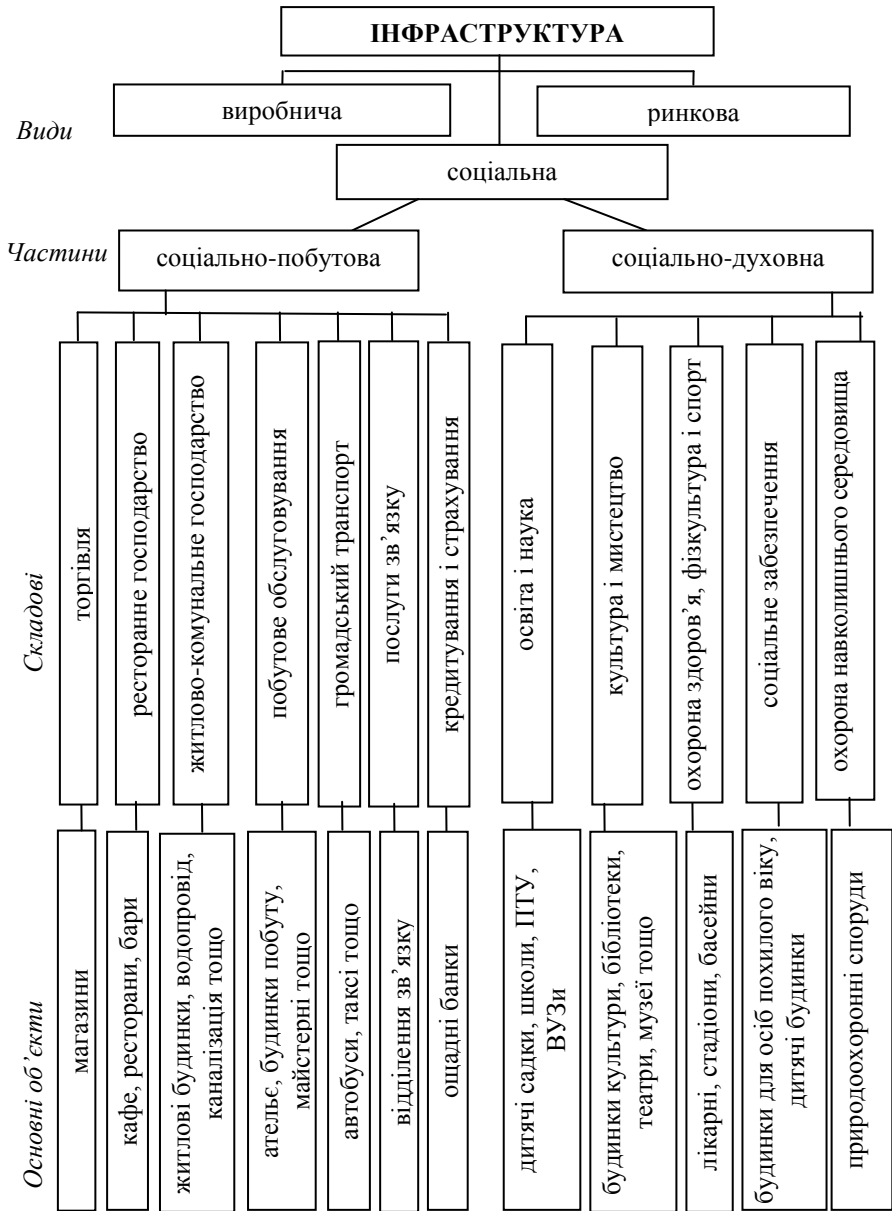 ІНФРАСТРУКТУРА
виробнича
ринкова
Види
соціальна
Частини
соціально-побутова
соціально-духовна
Складові
торгівля
ресторанне господарство
житлово-комунальне господарство
побутове обслуговування
громадський транспорт
послуги зв’язку
кредитування і страхування
освіта і наука
культура і мистецтво
охорона здоров’я, фізкультура і спорт
соціальне забезпечення
охорона навколишнього середовища
Основні об’єкти
магазини
кафе, ресторани, бари
житлові будинки, водопровід,
каналізація тощо
ательє, будинки побуту,
майстерні тощо
автобуси, таксі тощо
відділення зв’язку
ощадні банки
дитячі садки, школи, ПТУ,
ВУЗи
будинки культури, бібліотеки,
театри, музеї тощо
лікарні, стадіони, басейни
будинки для осіб похилого віку,
дитячі будинки
природоохоронні споруди